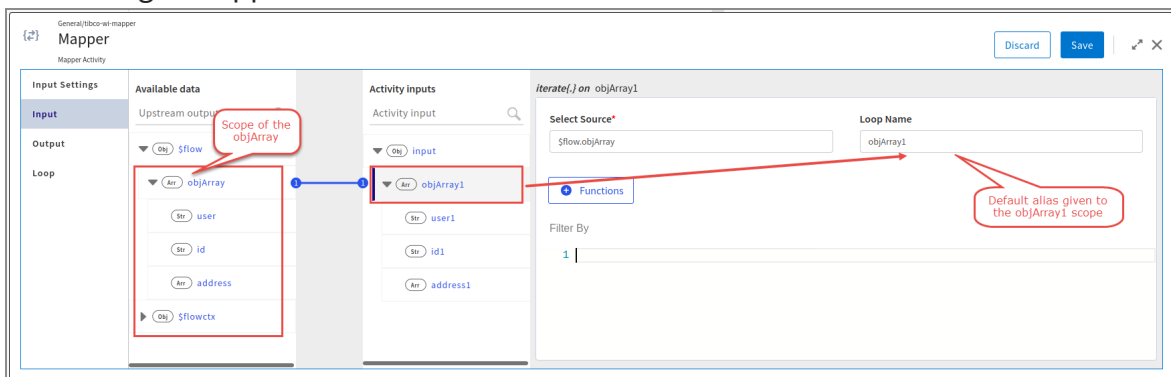 General/tibco-wi-mapper
Mapper
Mapper Activity
Discard
Save
Input Settings
Input
Output
Loop
Available data
Upstream output
Scope of the
objArray
Obj $flow
Arr objArray
Str user
Str id
Arr address
Obj $flowctx
1
1
Activity inputs
Activity input
Obj input
Arr objArray1
Str user1
Str id1
Arr address1
iterate(.) on objArray1
Select Source*
$flow.objArray
Loop Name
objArray1
Functions
Default alias given to
the objArray1 scope
Filter By
1